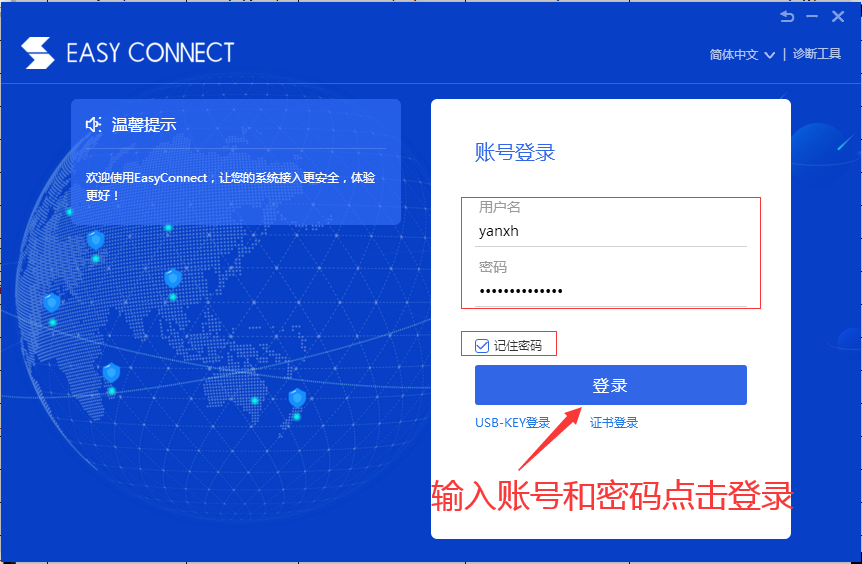 EASY CONNECT
简体中文 | 诊断工具
温馨提示
欢迎使用EasyConnect，让您的系统接入更安全，体验
更好！
账号登录
用户名
yanxh
密码
••••••••••••••
记住密码
登录
USB-KEY登录 证书登录
输入账号和密码点击登录